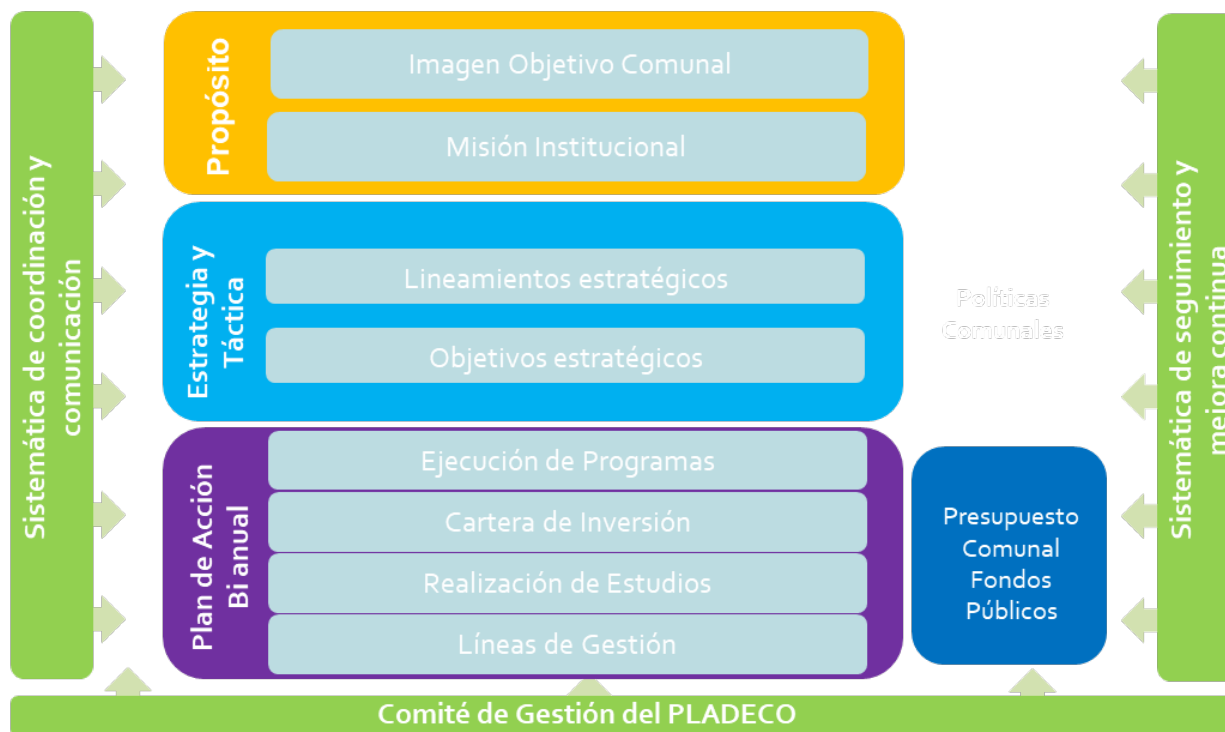 Sistemática de coordinación y
comunicación
Propósito
Imagen Objetivo Comunal
Misión Institucional
Estrategia y
Táctica
Lineamientos estratégicos
Objetivos estratégicos
Políticas
Comunales
Plan de Acción
Bi anual
Ejecución de Programas
Cartera de Inversión
Realización de Estudios
Líneas de Gestión
Presupuesto
Comunal
Fondos
Públicos
Sistemática de seguimiento y
mejora continua
Comité de Gestión del PLADECO